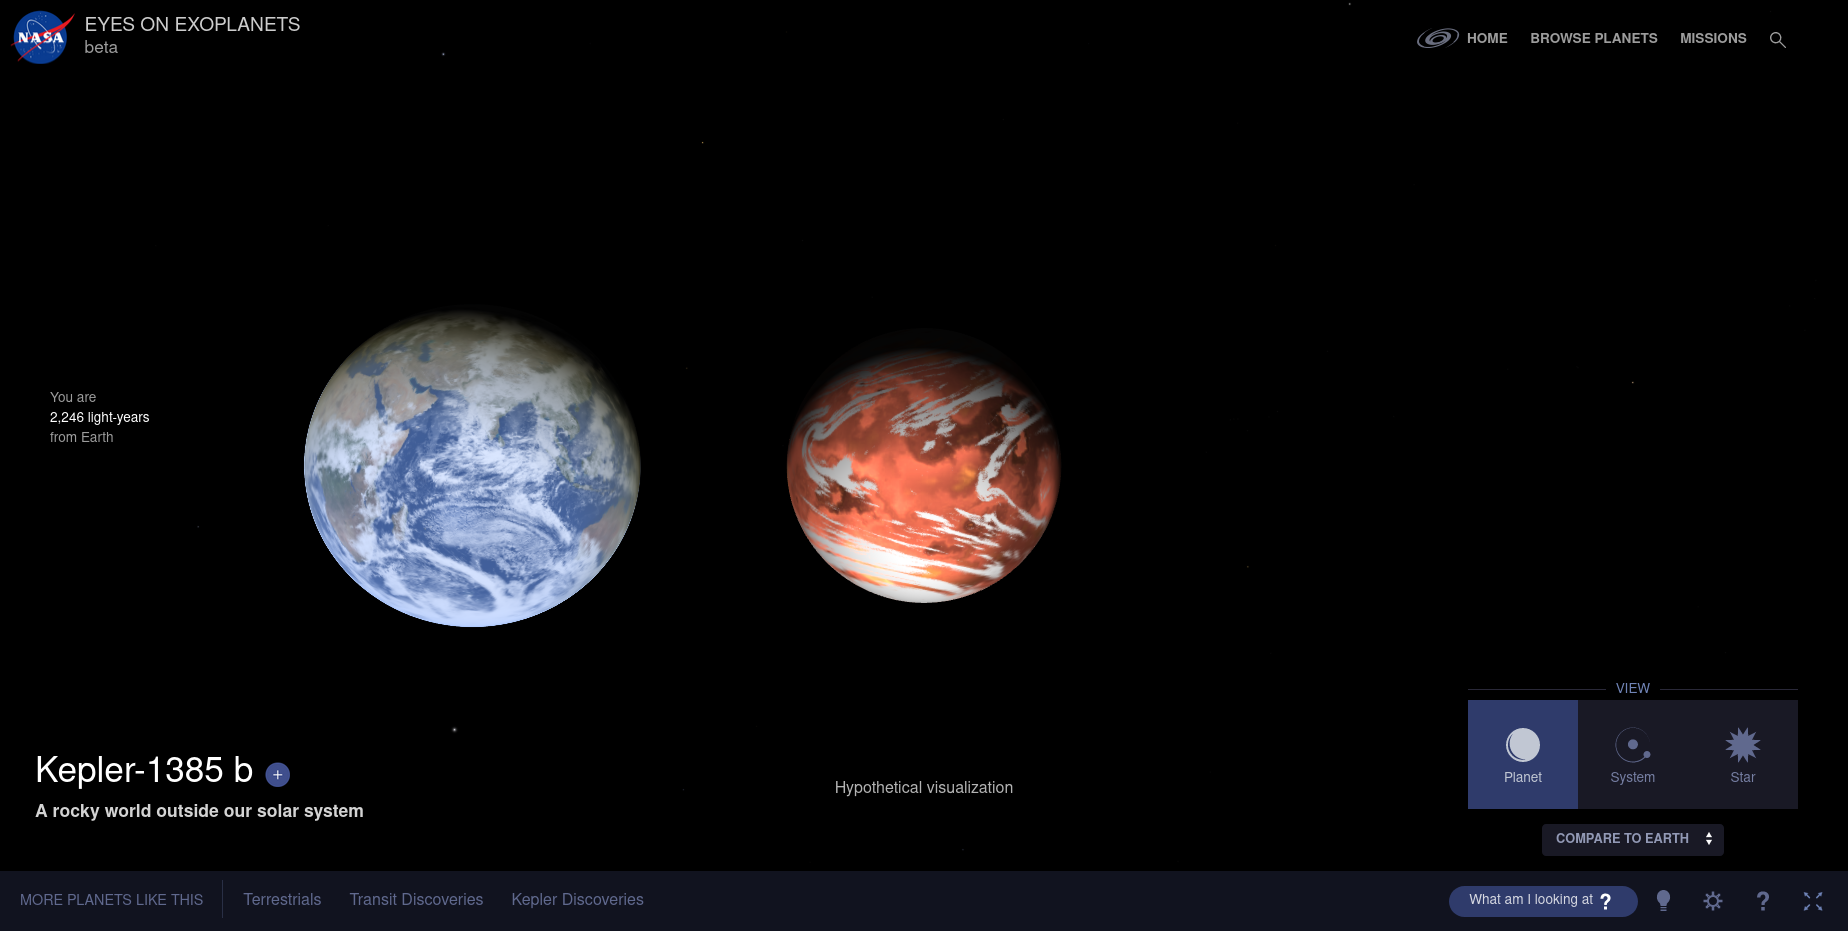 NASA
EYES ON EXOPLANETS
beta
HOME
BROWSE PLANETS
MISSIONS
You are
2,246 light-years
from Earth
Kepler-1385 b +
A rocky world outside our solar system
Hypothetical visualization
VIEW
Planet
System
Star
COMPARE TO EARTH
MORE PLANETS LIKE THIS
Terrestrials
Transit Discoveries
Kepler Discoveries
What am I looking at ?
?